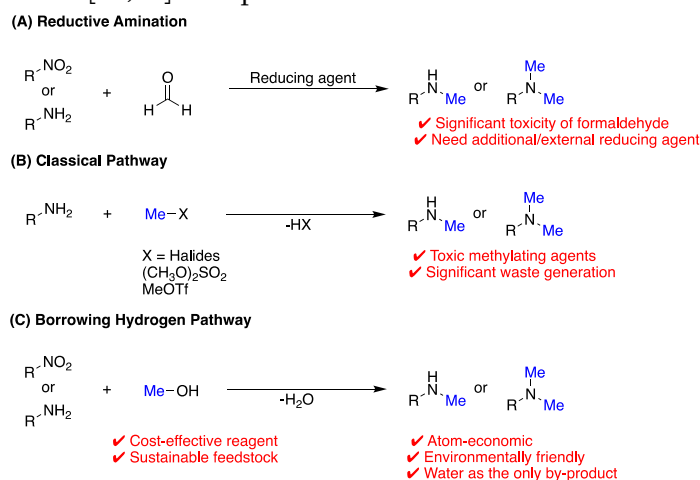 (A) Reductive Amination
R NO2
or
R NH2
+
O
H H
Reducing agent
H
N
R Me
or
Me
N
R Me
✔ Significant toxicity of formaldehyde
✔ Need additional/external reducing agent
(B) Classical Pathway
R NH2
+
Me–X
-HX
H
N
R Me
or
Me
N
R Me
X = Halides
(CH3O)2SO2
MeOTf
✔ Toxic methylating agents
✔ Significant waste generation
(C) Borrowing Hydrogen Pathway
R NO2
or
R NH2
+
Me–OH
-H2O
H
N
R Me
or
Me
N
R Me
✔ Cost-effective reagent
✔ Sustainable feedstock
✔ Atom-economic
✔ Environmentally friendly
✔ Water as the only by-product